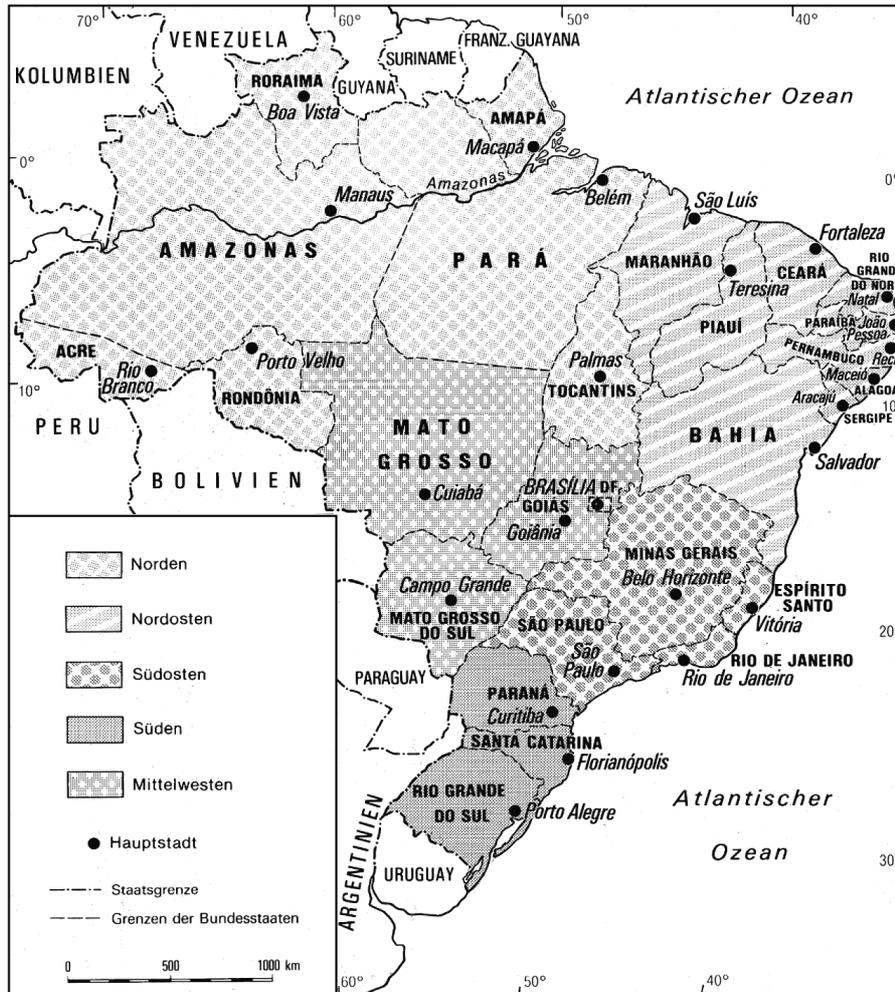 70°
60°
50°
40°
VENEZUELA
FRANZ. GUAYANA
SURINAME
KOLUMBIEN
GUYANA
RORAIMA
Boa Vista
Atlantischer Ozean
AMAPÁ
Macapá
0°
0°
Amazonas
Manaus
Belém
São Luís
AMAZONAS
PARÁ
Fortaleza
MARANHÃO
CEARÁ
RIO
GRAND
DO NOR
Teresina
Natal
PIAUÍ
PARAÍBA
João
Pessoa
ACRE
Rio
Branco
Porto Velho
Palmas
PERNAMBUCO
Rec
10°
RONDÔNIA
TOCANTINS
Maceió
ALAGOA
Aracajú
10
SERGIPE
PERU
MATO
GROSSO
BAHIA
Salvador
BOLIVIEN
Cuiabá
BRASÍLIA DF
GOIÁS
Goiânia
MINAS GERAIS
Belo Horizonte
Campo Grande
MATO GROSSO
DO SUL
ESPÍRITO
SANTO
Vitória
SÃO PAULO
São
Paulo
20
RIO DE JANEIRO
Rio de Janeiro
PARAGUAY
PARANÁ
Curitiba
SANTA CATARINA
Florianópolis
RIO GRANDE
DO SUL
Porto Alegre
Atlantischer
Ozean
ARGENTINIEN
URUGUAY
30
Norden
Nordosten
Südosten
Süden
Mittelwesten
Hauptstadt
Staatsgrenze
Grenzen der Bundesstaaten
0 500 1000 km
60°
50°
40°